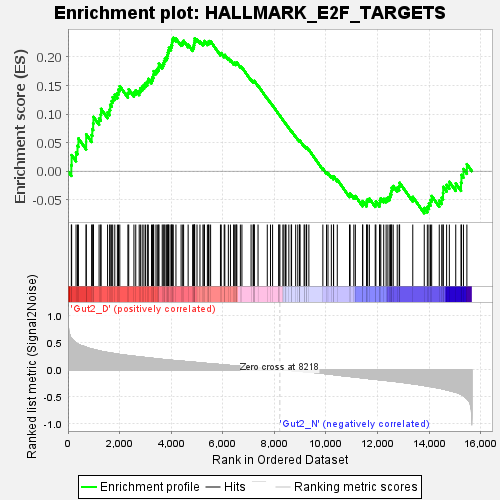 Enrichment plot: HALLMARK_E2F_TARGETS
Enrichment score (ES)
0.20
0.15
0.10
0.05
0.00
-0.05
Ranked list metric (Signal2Noise)
1.0
0.5
0.0
-0.5
-1.0
'Gut2_D' (positively correlated)
Zero cross at 8218
'Gut2_N' (negatively correlated)
0
2,000
4,000
6,000
8,000
10,000
12,000
14,000
16,000
Rank in Ordered Dataset
Enrichment profile
Hits
Ranking metric scores